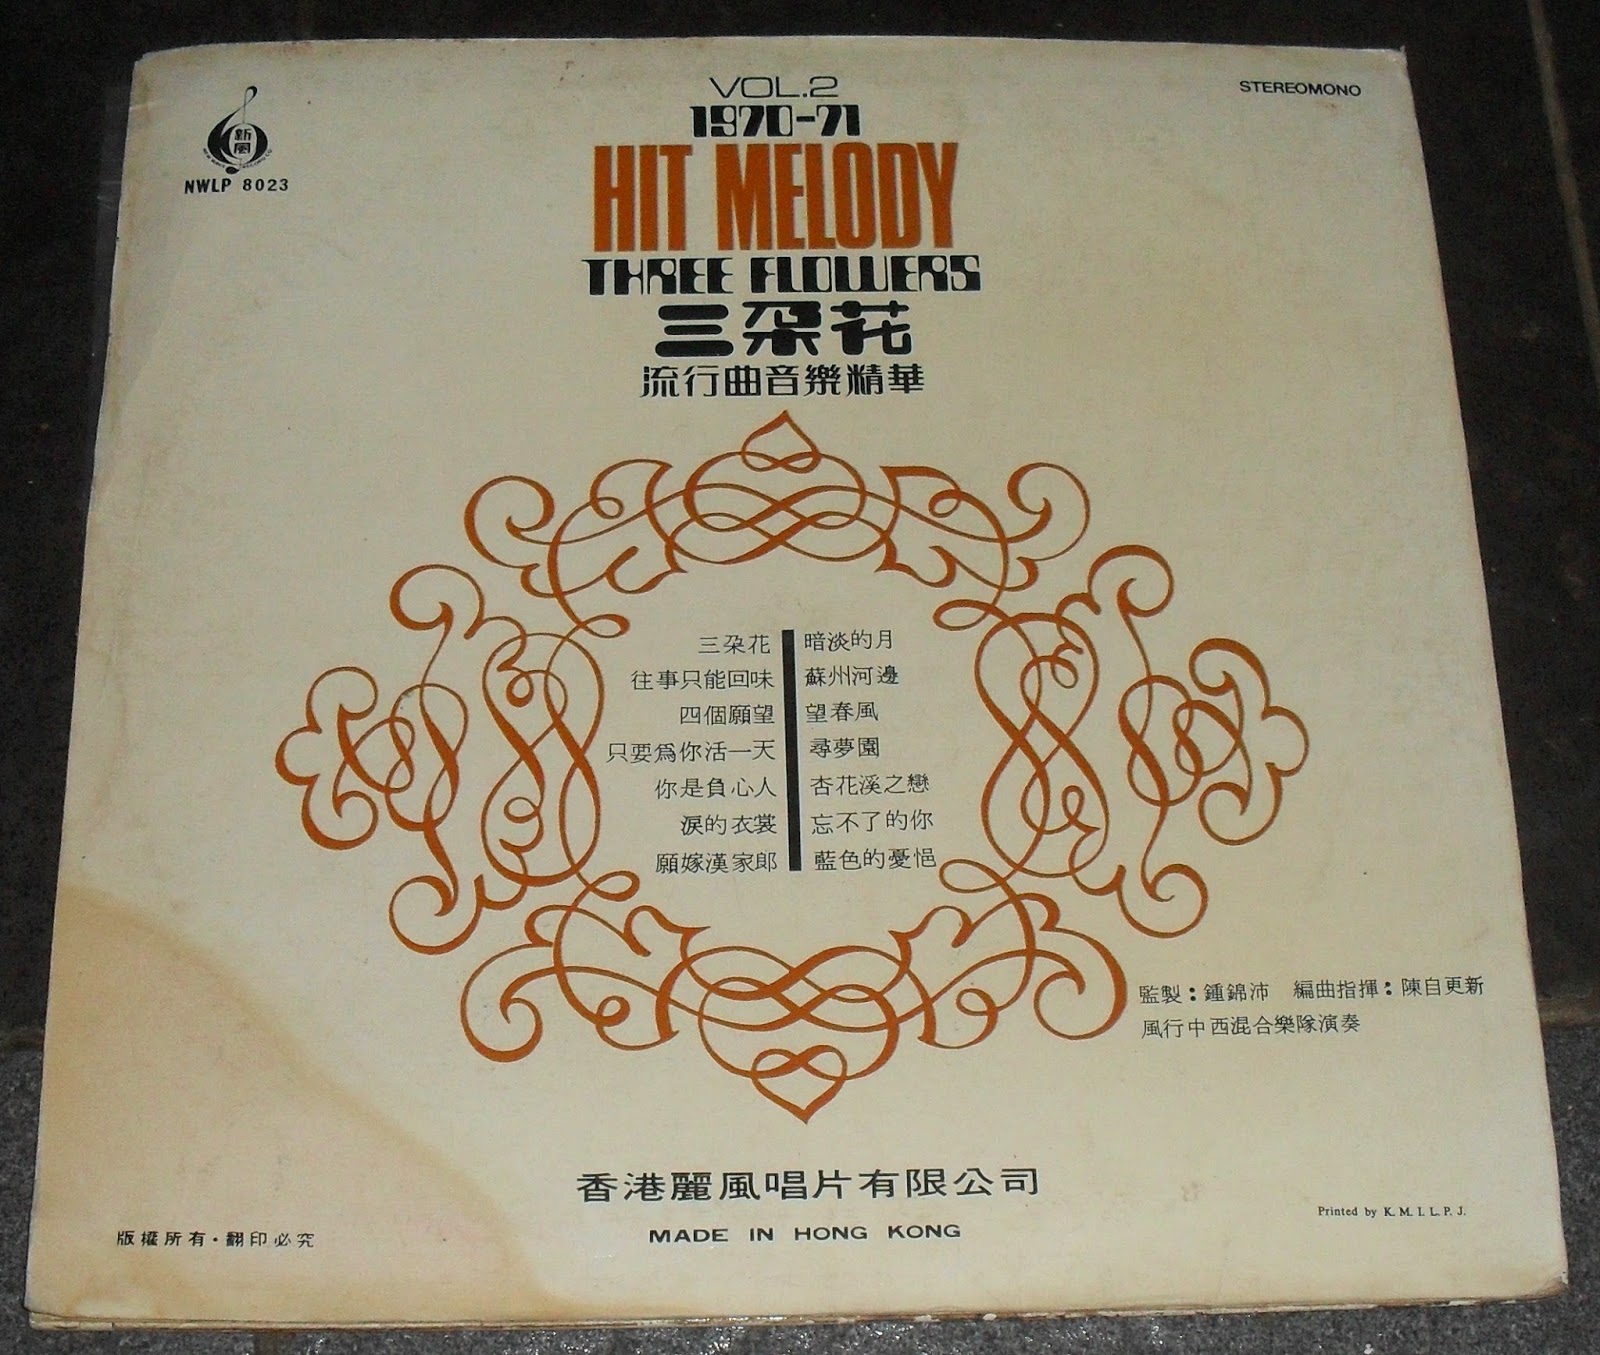 VOL.2
1970-71
HIT MELODY
THREE FLOWERS
三朶花
流行曲音樂精華
STEREOMONO
新風
NWLP 8023
三朶花
往事只能回味
四個願望
只要爲你活一天
你是負心人
淚的衣裳
願嫁漢家郎
暗淡的月
蘇州河邊
望春風
尋夢園
杏花溪之戀
忘不了的你
藍色的憂悒
監製：鍾錦沛 編曲指揮：陳自更新
風行中西混合樂隊演奏
香港麗風唱片有限公司
MADE IN HONG KONG
版權所有·翻印必究
Printed by K. M. I. L. P. J.